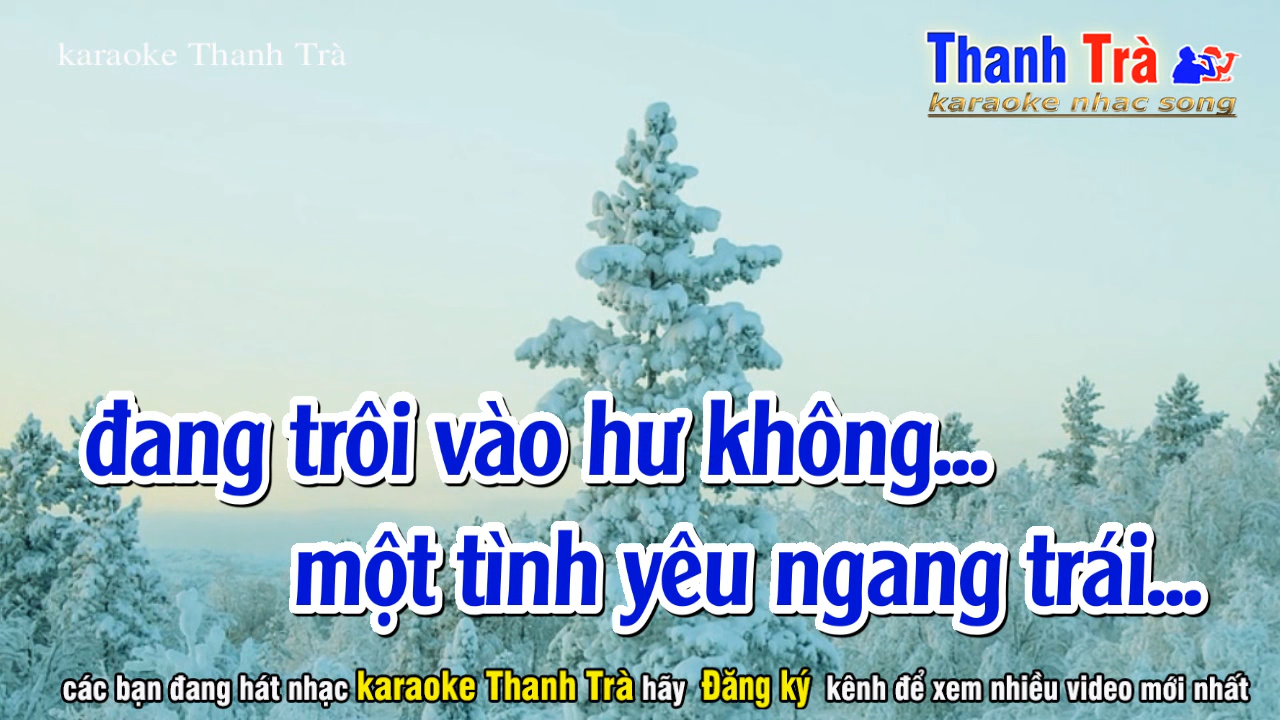 karaoke Thanh Trà
Thanh Trà
karaoke nhac song
đang trôi vào hư không...
một tình yêu ngang trái...
các bạn đang hát nhạc karaoke Thanh Trà hãy Đăng ký kênh để xem nhiều video mới nhất